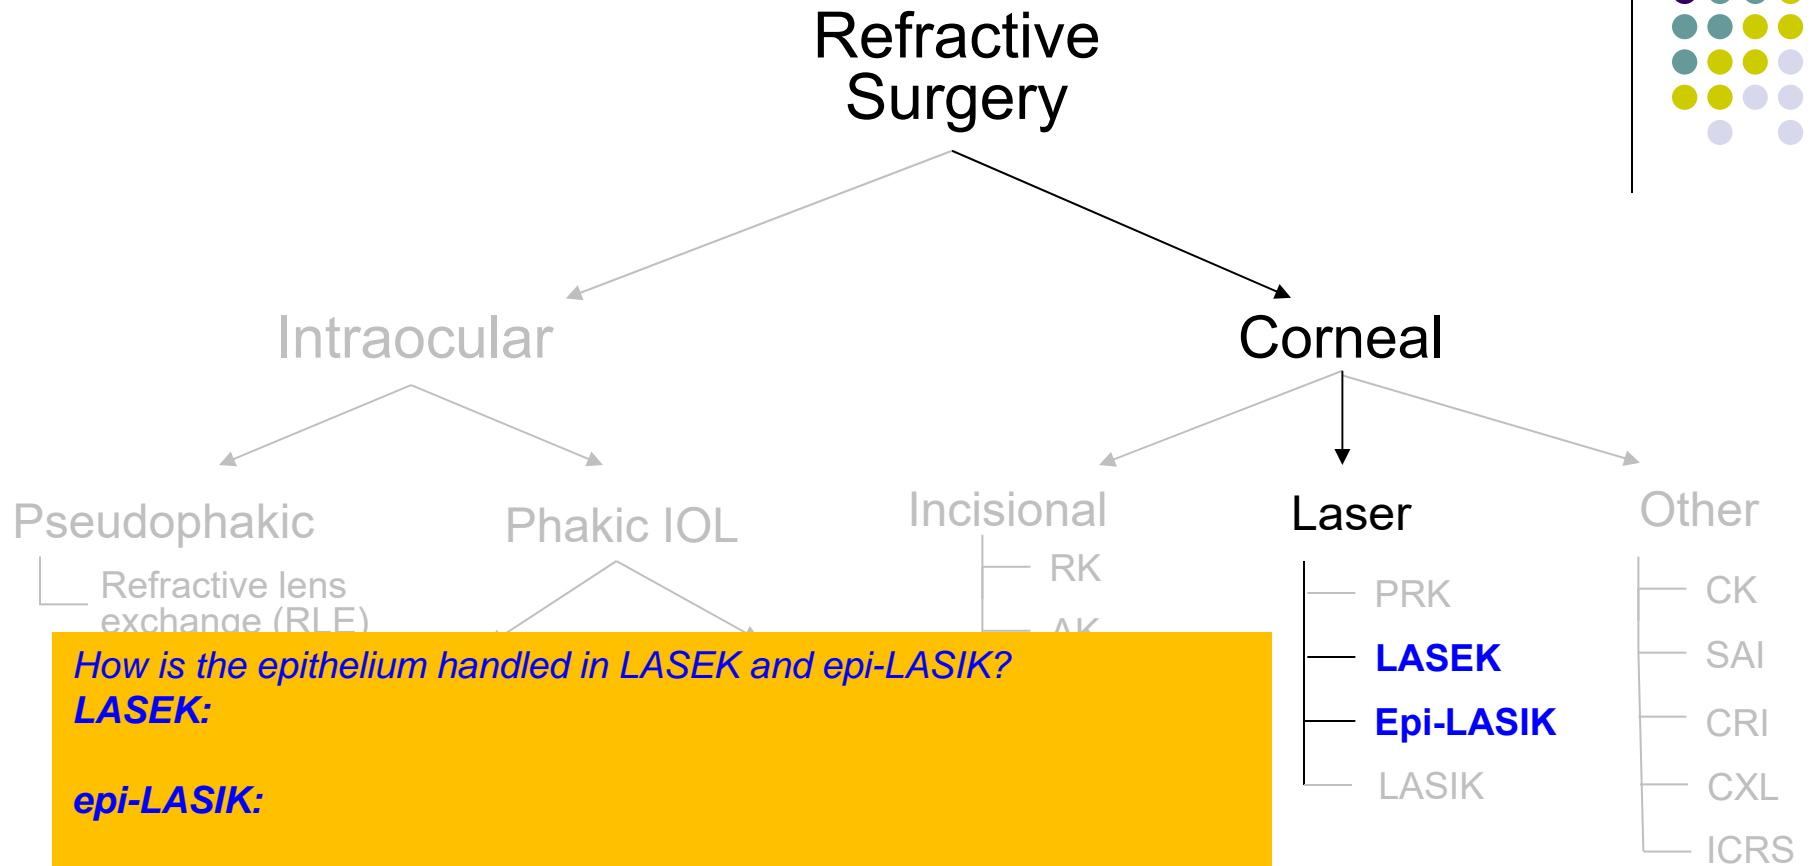 Refractive
Surgery
Intraocular
Corneal
Pseudophakic
Phakic IOL
Incisional
Laser
Other
Refractive lens
exchange (RLE)
RK
AK
PRK
LASEK
Epi-LASIK
LASIK
CK
SAI
CRI
CXL
ICRS
How is the epithelium handled in LASEK and epi-LASIK?
LASEK:
epi-LASIK: